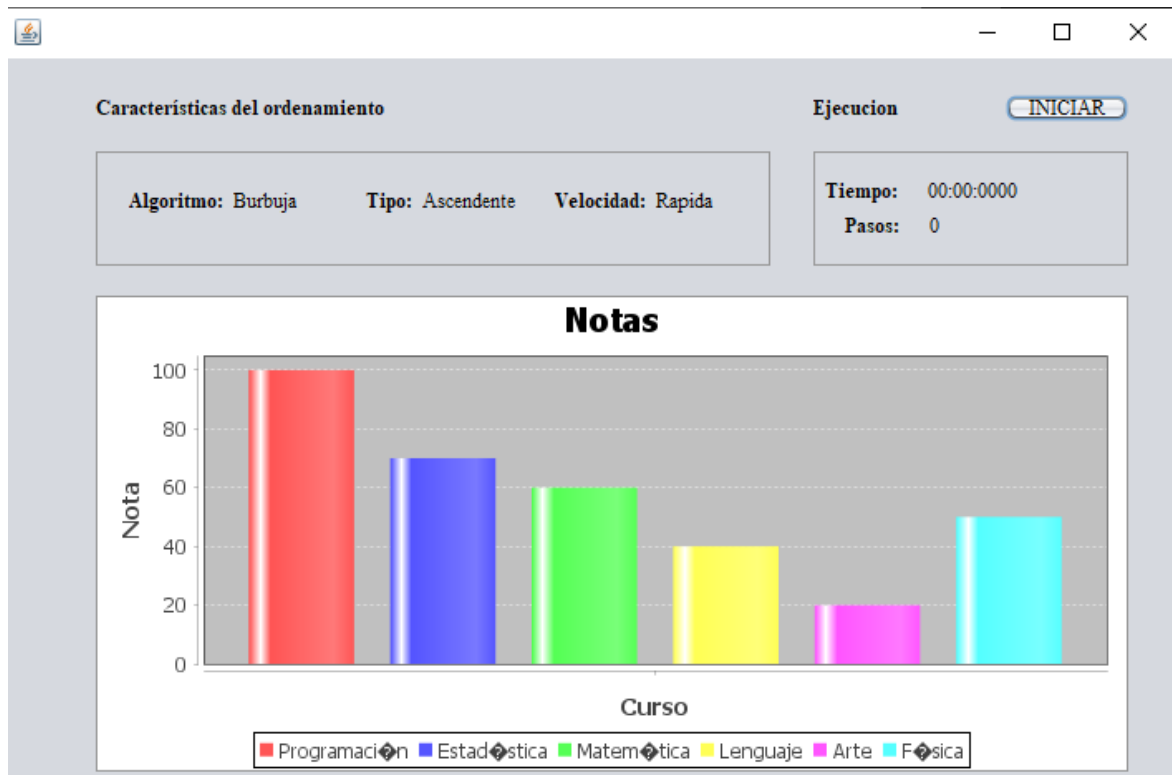 Características del ordenamiento
Ejecucion
INICIAR
Algoritmo: Burbuja
Tipo: Ascendente
Velocidad: Rapida
Tiempo: 00:00:0000
Pasos: 0
Notas
Nota
100
80
60
40
20
0
Curso
Programaci�n Estad�stica Matem�tica Lenguaje Arte F�sica